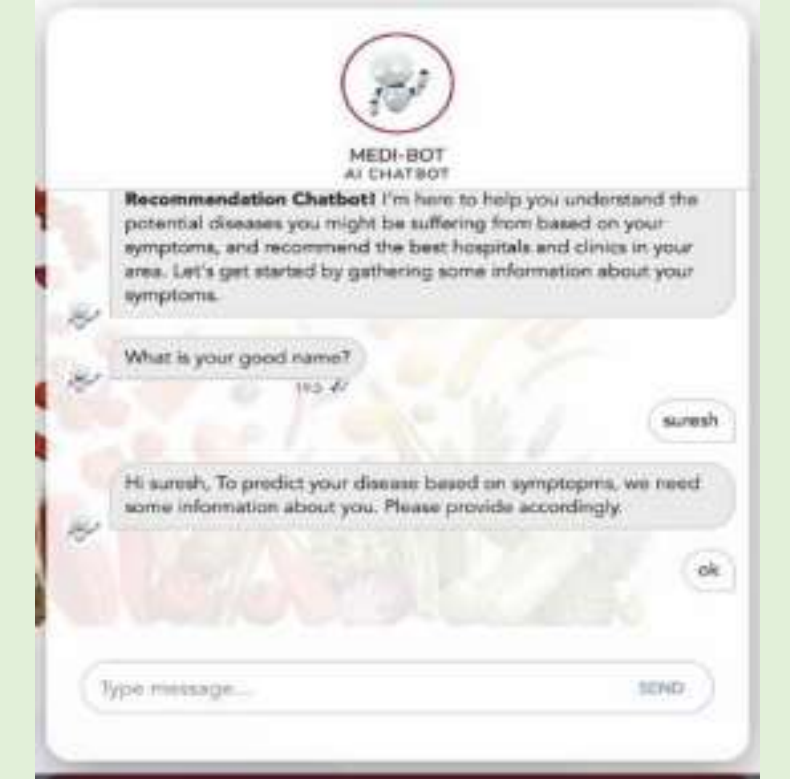 MEDI-BOT
AI CHATBOT
Recommendation Chatbot! I'm here to help you understand the
potential diseases you might be suffering from based on your
symptoms, and recommend the best hospitals and clinics in your
area. Let's get started by gathering some information about your
symptoms.
What is your good name?
suresh
Hi suresh, To predict your disease based on symptopms, we need
some information about you. Please provide accordingly.
ok
Type message...
SEND